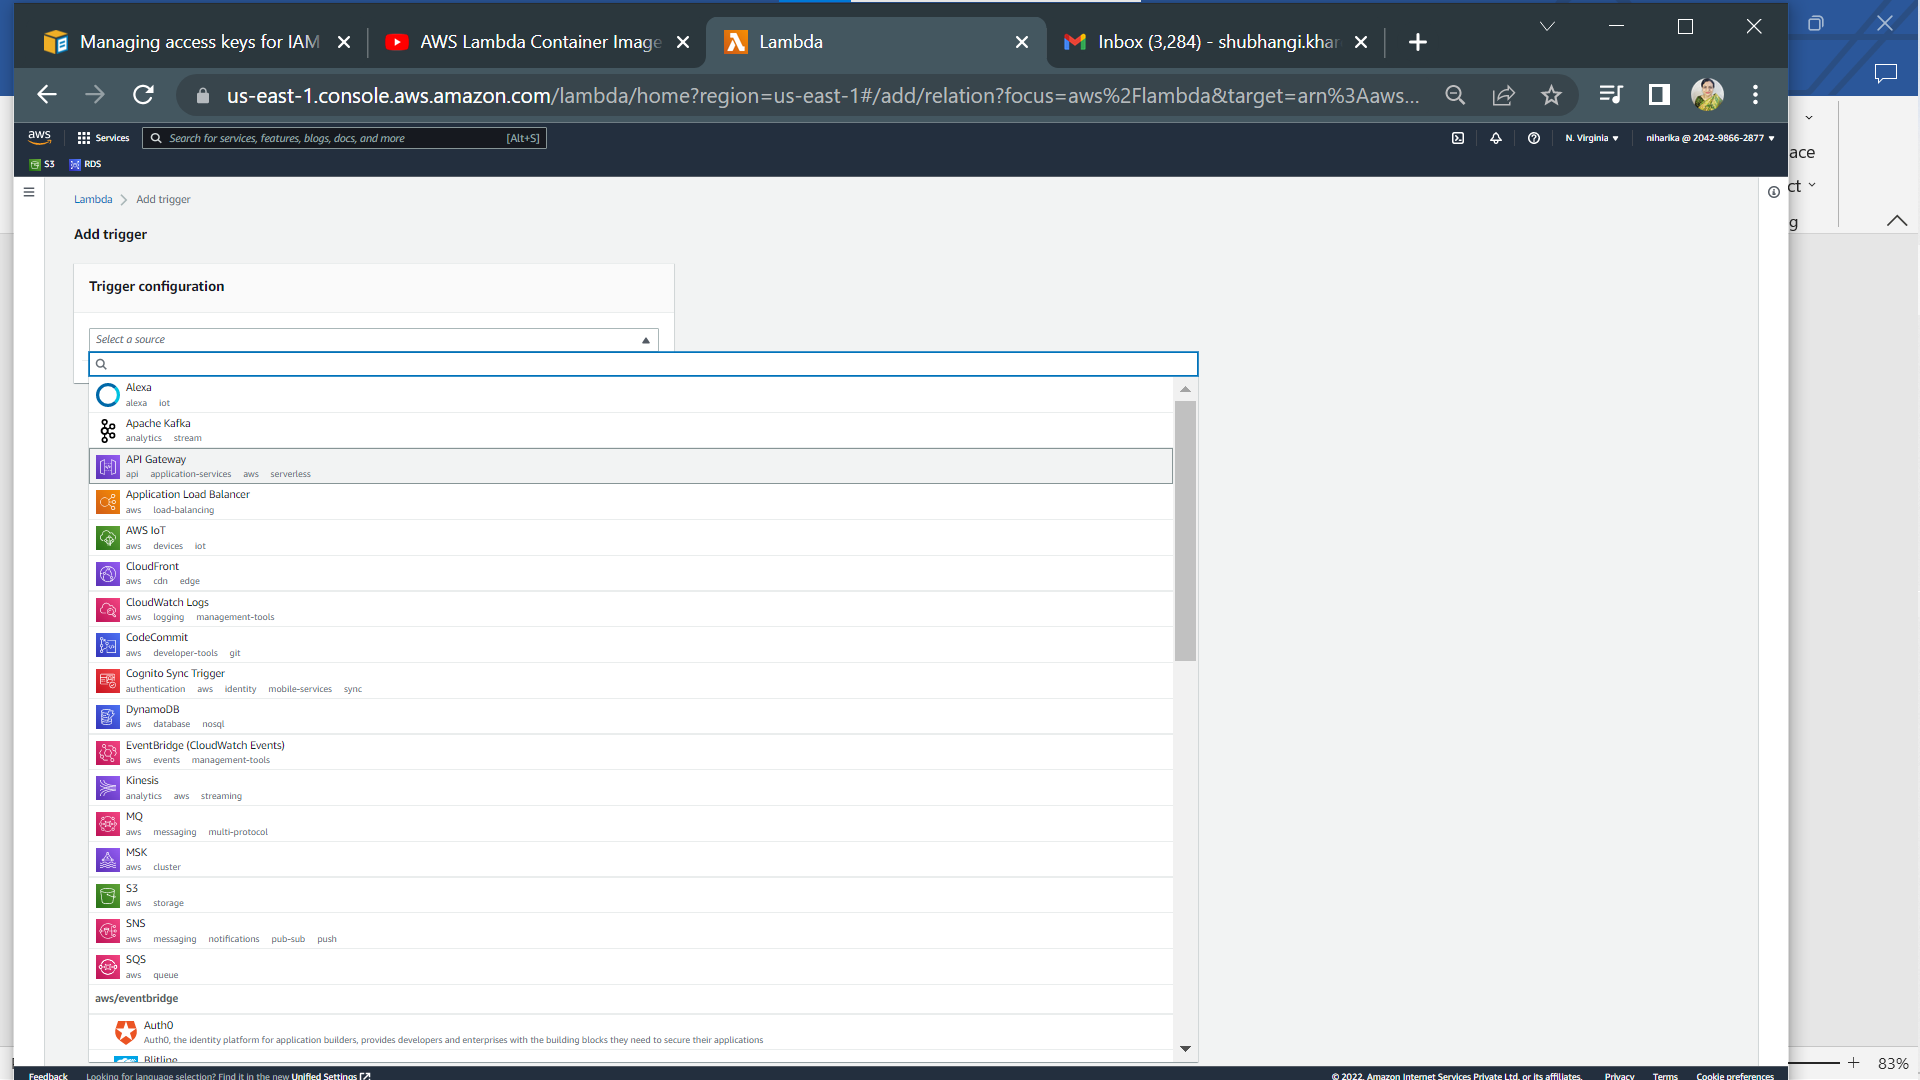 Managing access keys for IAM
AWS Lambda Container Image
Lambda
Inbox (3,284) - shubhangi.khar
us-east-1.console.aws.amazon.com/lambda/home?region=us-east-1#/add/relation?focus=aws%2Flambda&target=arn%3Aaws...
aws
Services
Search for services, features, blogs, docs, and more
[Alt+S]
N. Virginia
niharika @ 2042-9866-2877
S3
RDS
Lambda
Add trigger
Add trigger
Trigger configuration
Select a source
Alexa
alexa iot
Apache Kafka
analytics stream
API Gateway
api application-services aws serverless
Application Load Balancer
aws load-balancing
AWS IoT
aws devices iot
CloudFront
aws cdn edge
CloudWatch Logs
aws logging management-tools
CodeCommit
aws developer-tools git
Cognito Sync Trigger
authentication aws identity mobile-services sync
DynamoDB
aws database nosql
EventBridge (CloudWatch Events)
aws events management-tools
Kinesis
analytics aws streaming
MQ
aws messaging multi-protocol
MSK
aws cluster
S3
aws storage
SNS
aws messaging notifications pub-sub push
SQS
aws queue
aws/eventbridge
Auth0
Auth0, the identity platform for application builders, provides developers and enterprises with the building blocks they need to secure their applications
Blitline
Feedback
Looking for language selection? Find it in the new Unified Settings
© 2022, Amazon Internet Services Private Ltd. or its affiliates.
Privacy
Terms
Cookie preferences
ace
ct
g
83%